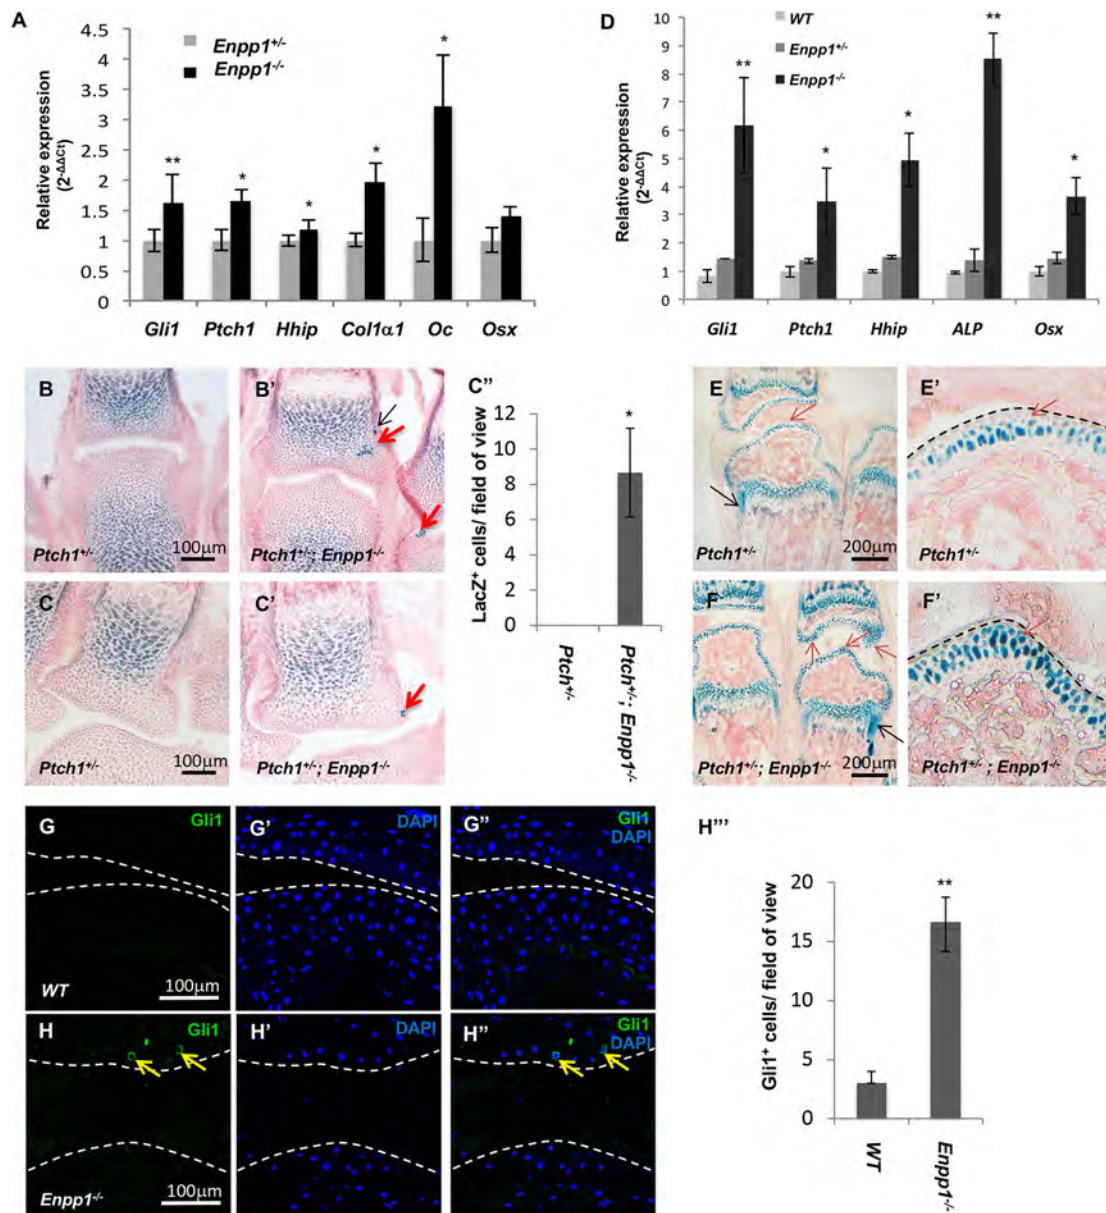 A
Relative expression
(2-ΔΔCt)
4.5
4
3.5
3
2.5
2
1.5
1
0.5
0
Enpp1+/-
Enpp1-/-
**
*
*
*
*
Gli1 Ptch1 Hhip Col1α1 Oc Osx
D
Relative expression
(2-ΔΔCt)
10
9
8
7
6
5
4
3
2
1
0
WT
Enpp1+/-
Enpp1-/-
**
*
*
**
*
Gli1 Ptch1 Hhip ALP Osx
B
Ptch1+/-
100μm
B'
Ptch1+/-; Enpp1-/-
C
Ptch1+/-
100μm
C'
Ptch1+/-; Enpp1-/-
C''
LacZ+ cells/ field of view
12
10
8
6
4
2
0
*
Ptch+/-
Ptch+/-; Enpp1-/-
E
Ptch1+/-
200μm
E'
Ptch1+/-
F
Ptch1+/-; Enpp1-/-
200μm
F'
Ptch1+/-; Enpp1-/-
G
Gli1
WT
100μm
G'
DAPI
G''
Gli1
DAPI
H
Gli1
Enpp1-/-
100μm
H'
DAPI
H''
Gli1
DAPI
H'''
Gli1+ cells/ field of view
20
15
10
5
0
**
WT
Enpp1-/-